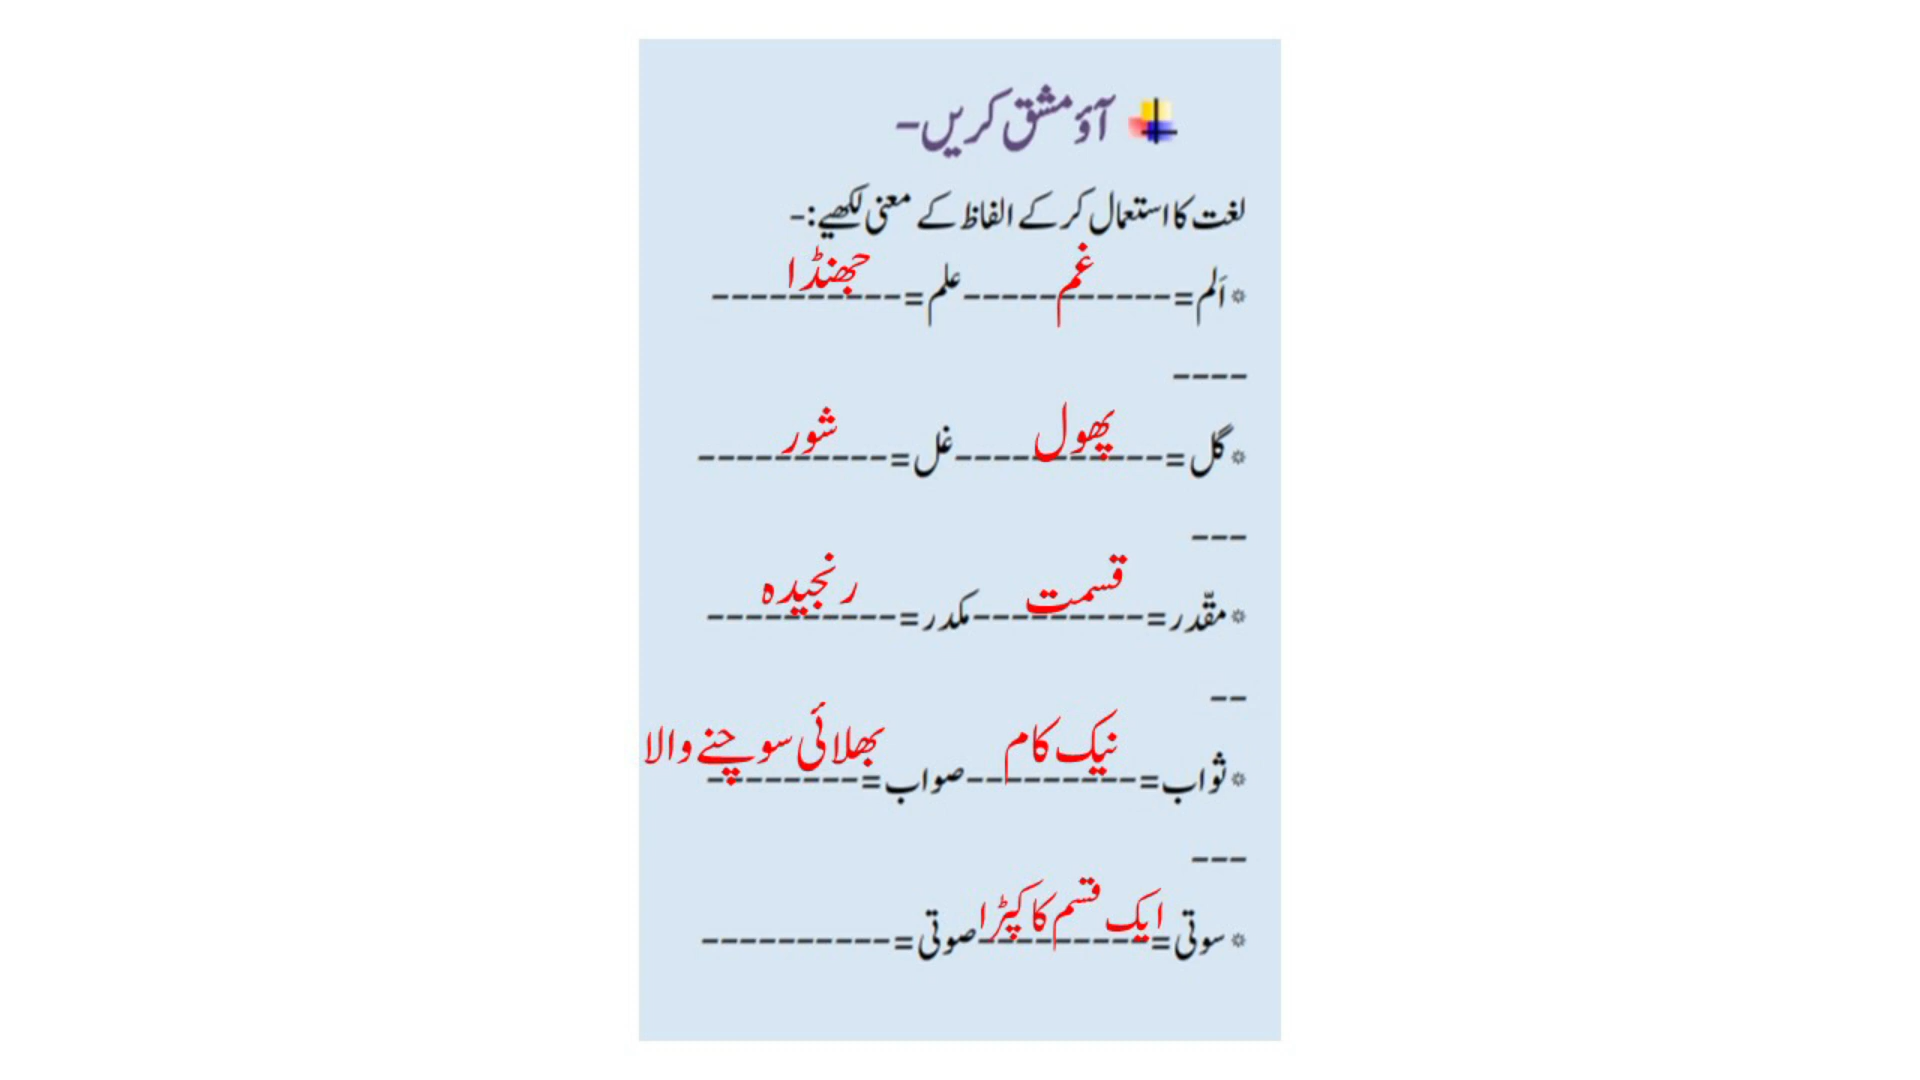 آؤ مشق کریں-
لغت کا استعمال کر کے الفاظ کے معنی لکھیے:-
* اَلم = ----- غم ------ علم = ---- جھنڈا ------
----
* گل = ---- پھول ------- غل = ---- شور ------
---
* مقدّر = --- قسمت ------ مکدر = ---- رنجیدہ ------
--
* ثواب = --- نیک کام ------ صواب = -- بھلائی سوچنے والا ------
---
* سوتی = ایک قسم کا کپڑا --------- صوتی = ----------